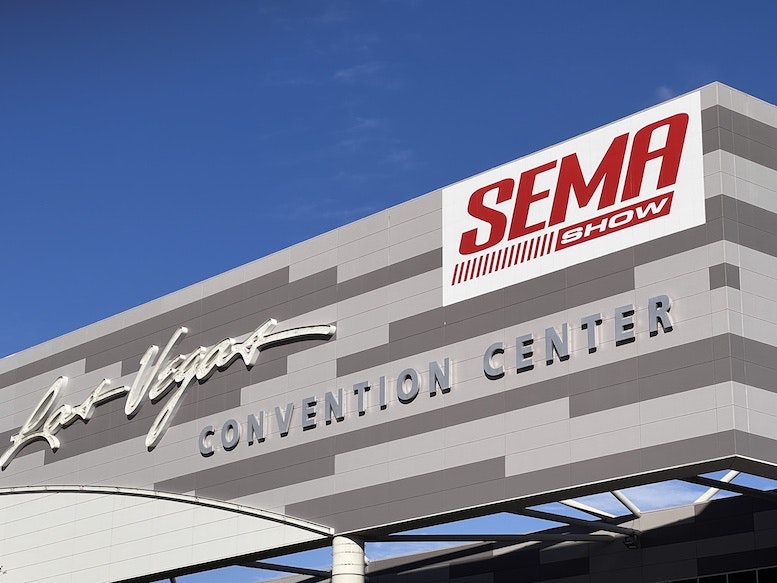 SEMA
SHOW
Las Vegas
CONVENTION CENTER